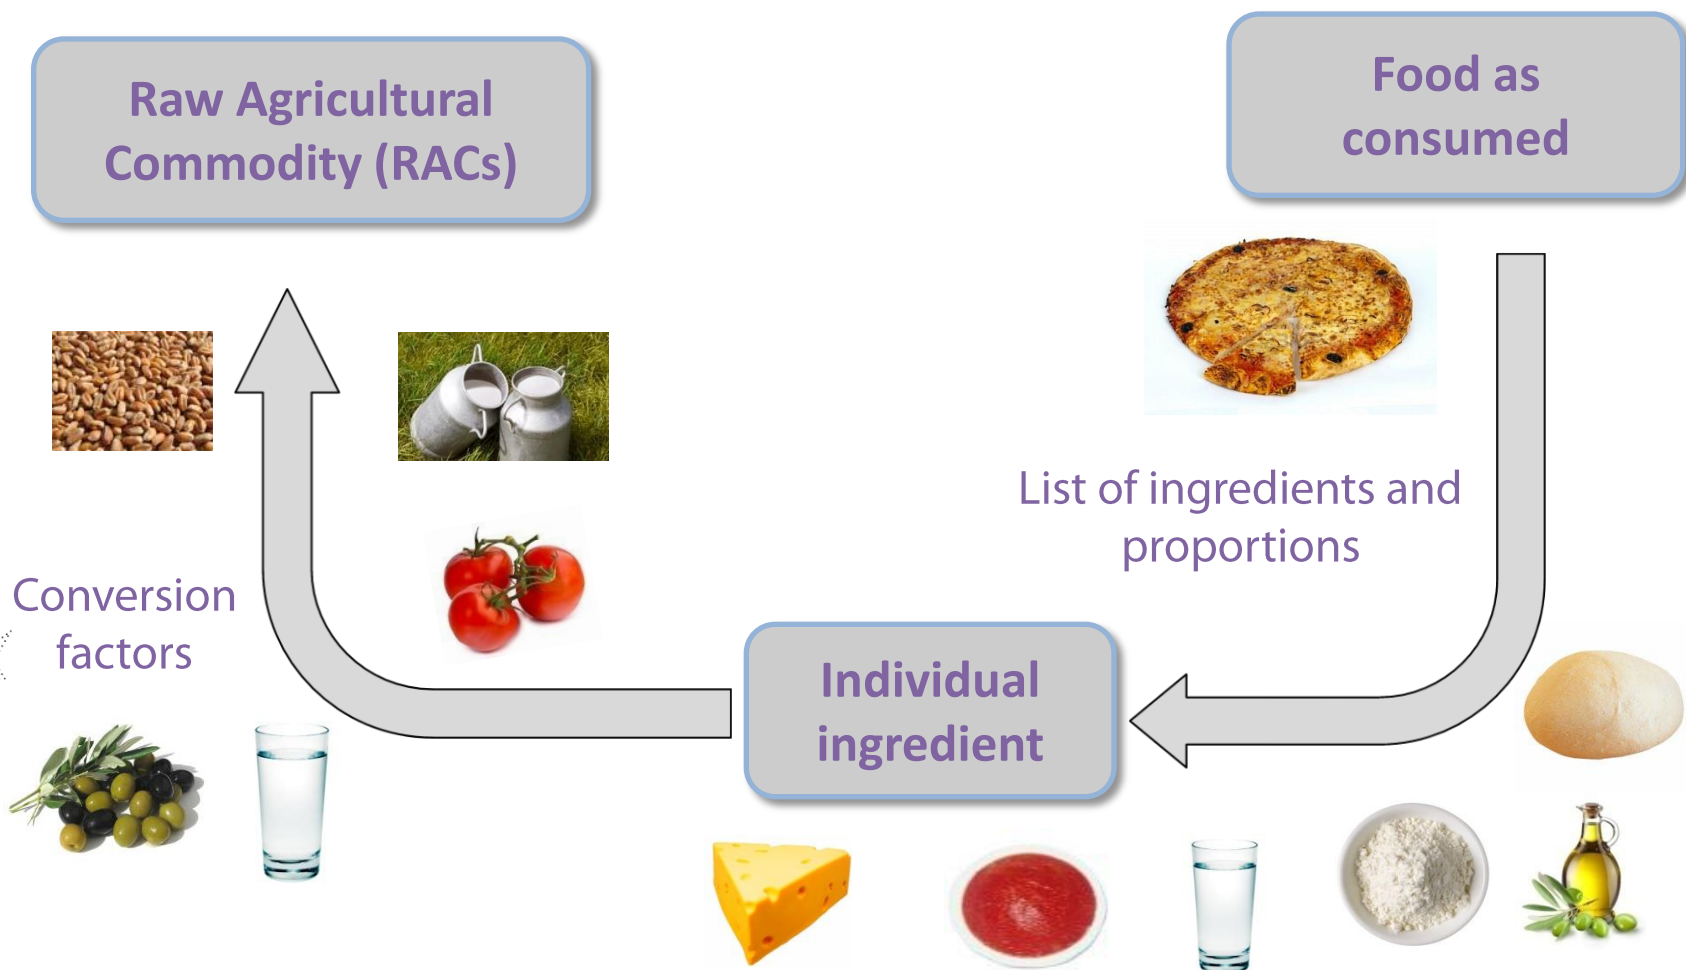 Raw Agricultural
Commodity (RACs)
Food as
consumed
List of ingredients and
proportions
Conversion
factors
Individual
ingredient